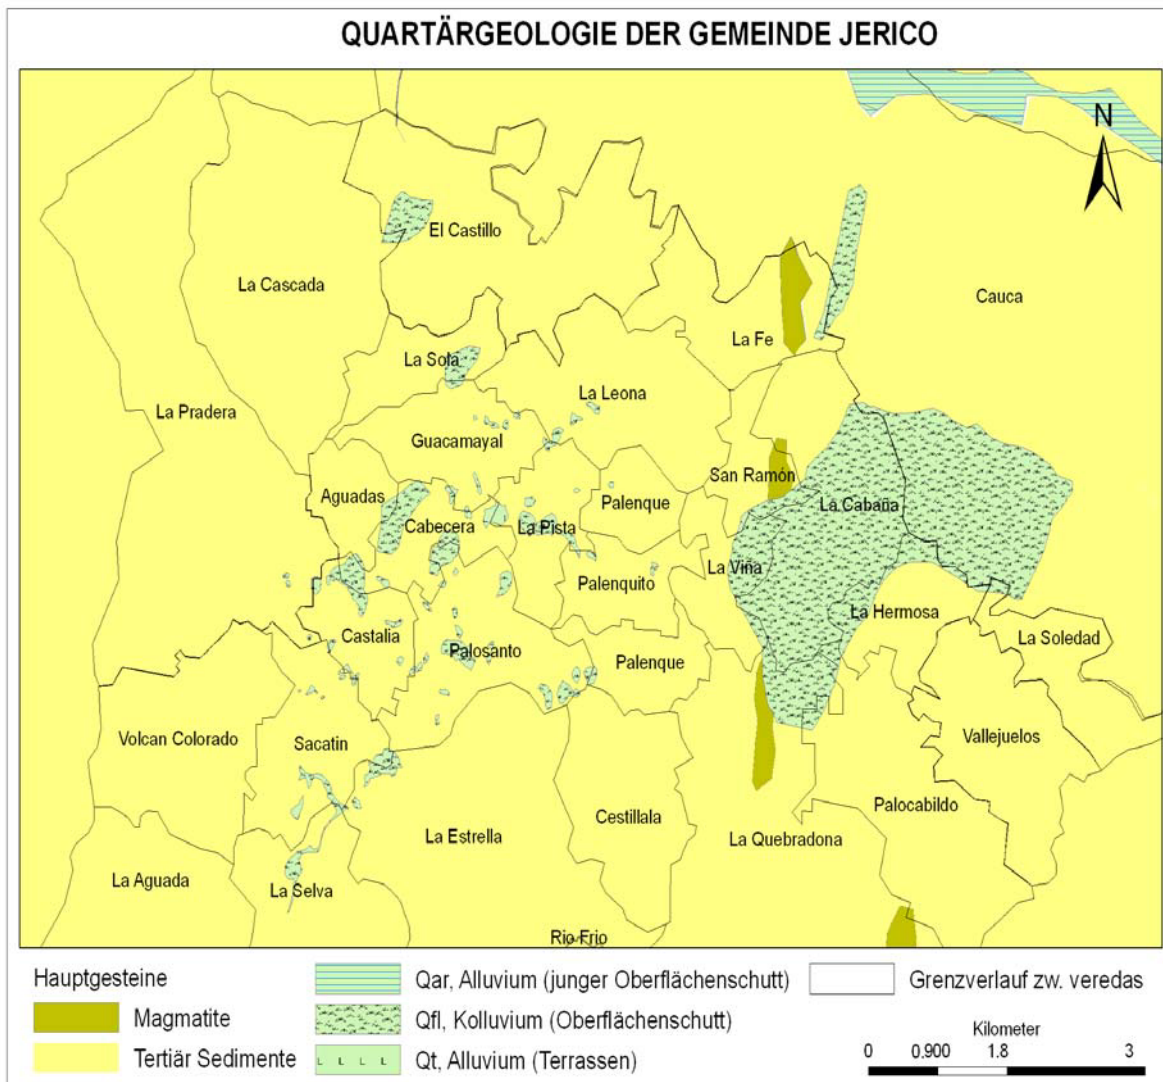 QUARTÄRGEOLOGIE DER GEMEINDE JERICO
N
El Castillo
La Cascada
Cauca
La Fe
La Sola
La Leona
La Pradera
Guacamayal
Aguadas
San Ramón
Palenque
La Cabaña
Cabecera
La Pista
La Viña
Palenquito
La Hermosa
Castalia
La Soledad
Palosanto
Palenque
Volcan Colorado
Sacatin
Vallejuelos
Palocabildo
Cestillala
La Estrella
La Quebradona
La Aguada
La Selva
Rio Frio
Hauptgesteine
Magmatite
Tertiär Sedimente
Qar, Alluvium (junger Oberflächenschutt)
Qfl, Kolluvium (Oberflächenschutt)
Qt, Alluvium (Terrassen)
L L L L
Grenzverlauf zw. veredas
Kilometer
0 0.900 1.8 3